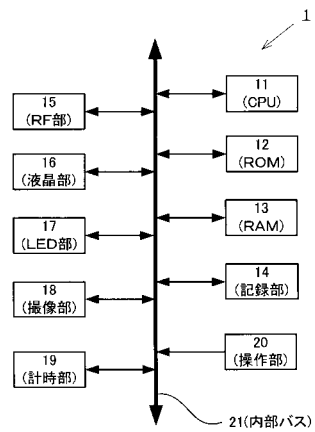 1
15
(RF部)
11
(CPU)
16
(液晶部)
12
(ROM)
17
(LED部)
13
(RAM)
18
(撮像部)
14
(記録部)
19
(計時部)
20
(操作部)
21(内部バス)